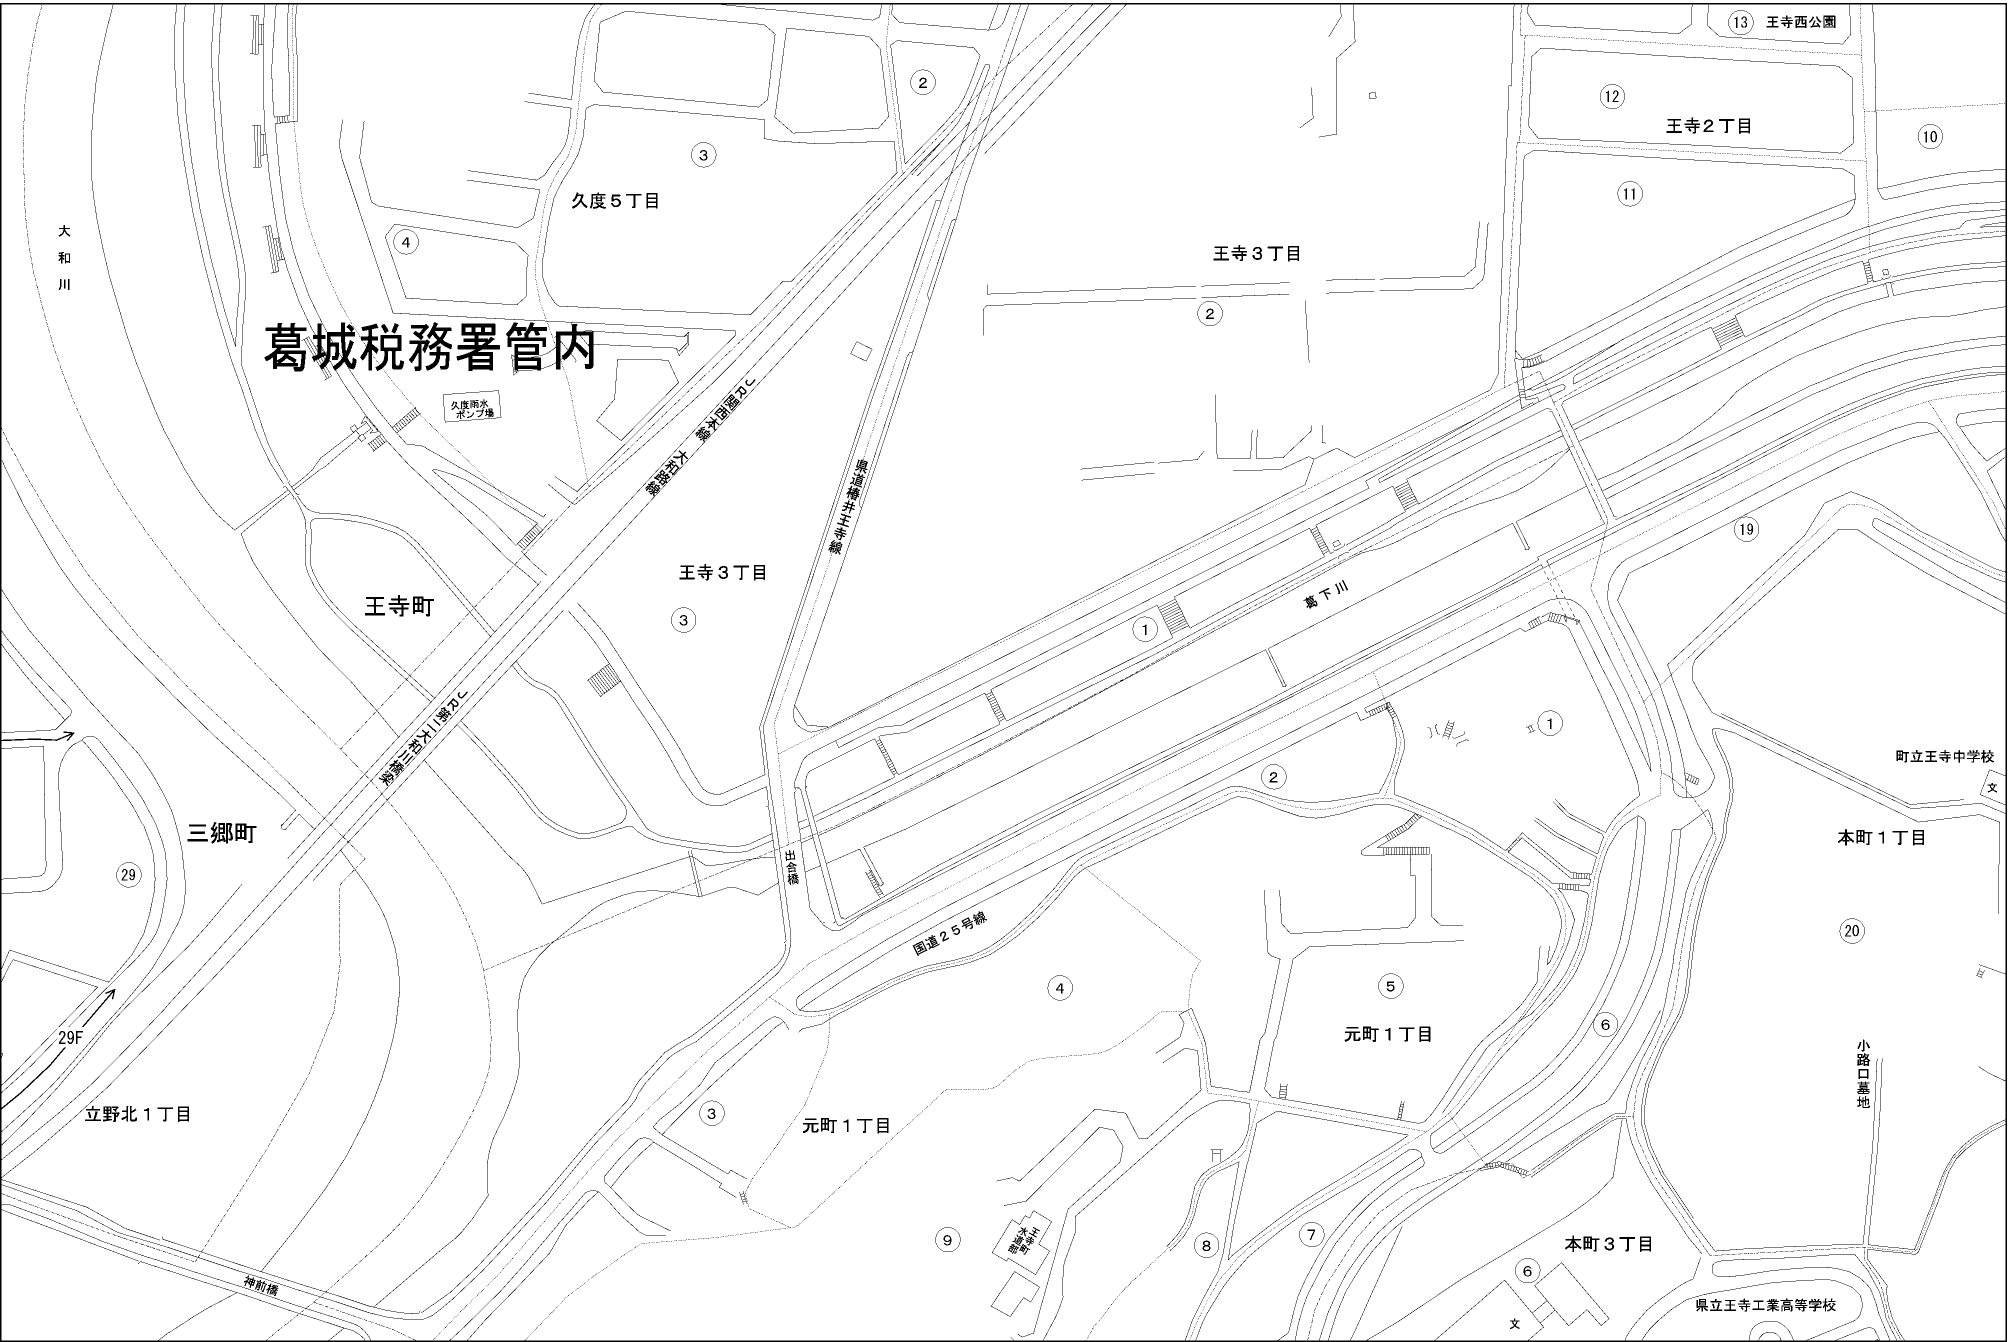 13 王寺西公園
2
12
王寺2丁目
10
3
久度5丁目
11
大和川
4
王寺3丁目
2
葛城税務署管内
久度雨水
ポンプ場
JR関西本線 大和路線
県道椿井王寺線
19
王寺3丁目
王寺町
葛下川
3
1
JR第二大和川橋梁
1
2
町立王寺中学校
文
三郷町
本町1丁目
29
出合橋
国道25号線
20
4
5
29F
6
元町1丁目
小路口墓地
立野北1丁目
3
元町1丁目
9
王寺町
水道部
8
7
本町3丁目
6
神前橋
県立王寺工業高等学校
文